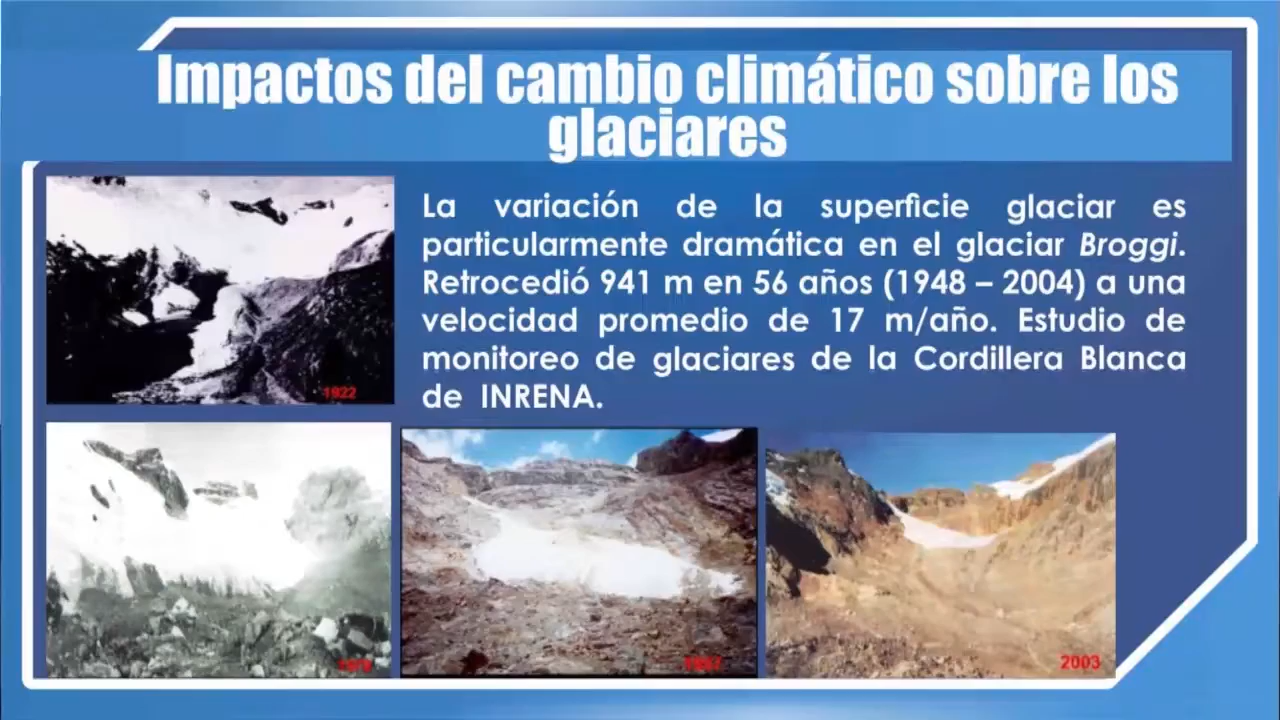 Impactos del cambio climático sobre los
glaciares
La variación de la superficie glaciar es
particularmente dramática en el glaciar Broggi.
Retrocedió 941 m en 56 años (1948 – 2004) a una
velocidad promedio de 17 m/año. Estudio de
monitoreo de glaciares de la Cordillera Blanca
de INRENA.
1922
2003